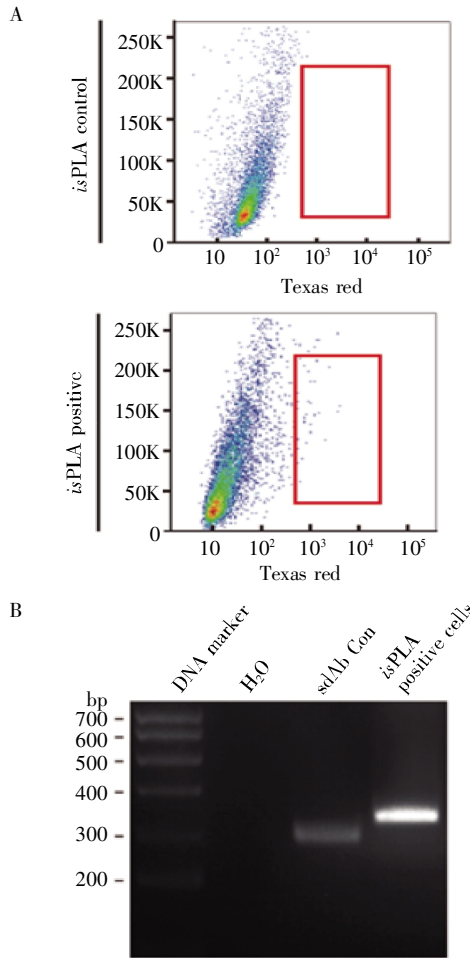 A
isPLA control
250K
200K
150K
100K
50K
0
10 10² 10³ 10⁴ 10⁵
Texas red
isPLA positive
250K
200K
150K
100K
50K
0
10 10² 10³ 10⁴ 10⁵
Texas red
B
DNA marker
H₂O
sdAb Con
isPLA
positive cells
bp
700
600
500
400
300
200